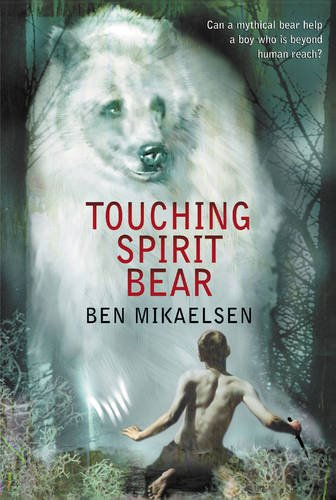 Can a mythical bear help
a boy who is beyond
human reach?
TOUCHING
SPIRIT
BEAR
BEN MIKAELSEN